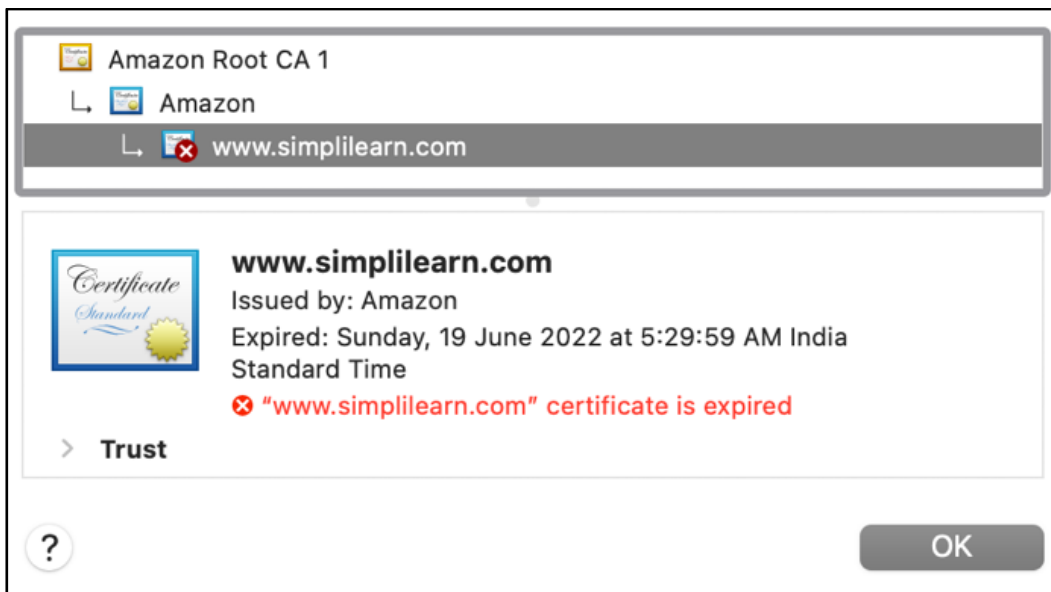 Amazon Root CA 1
Amazon
www.simplilearn.com
Certificate
Standard
www.simplilearn.com
Issued by: Amazon
Expired: Sunday, 19 June 2022 at 5:29:59 AM India
Standard Time
“www.simplilearn.com” certificate is expired
Trust
?
OK